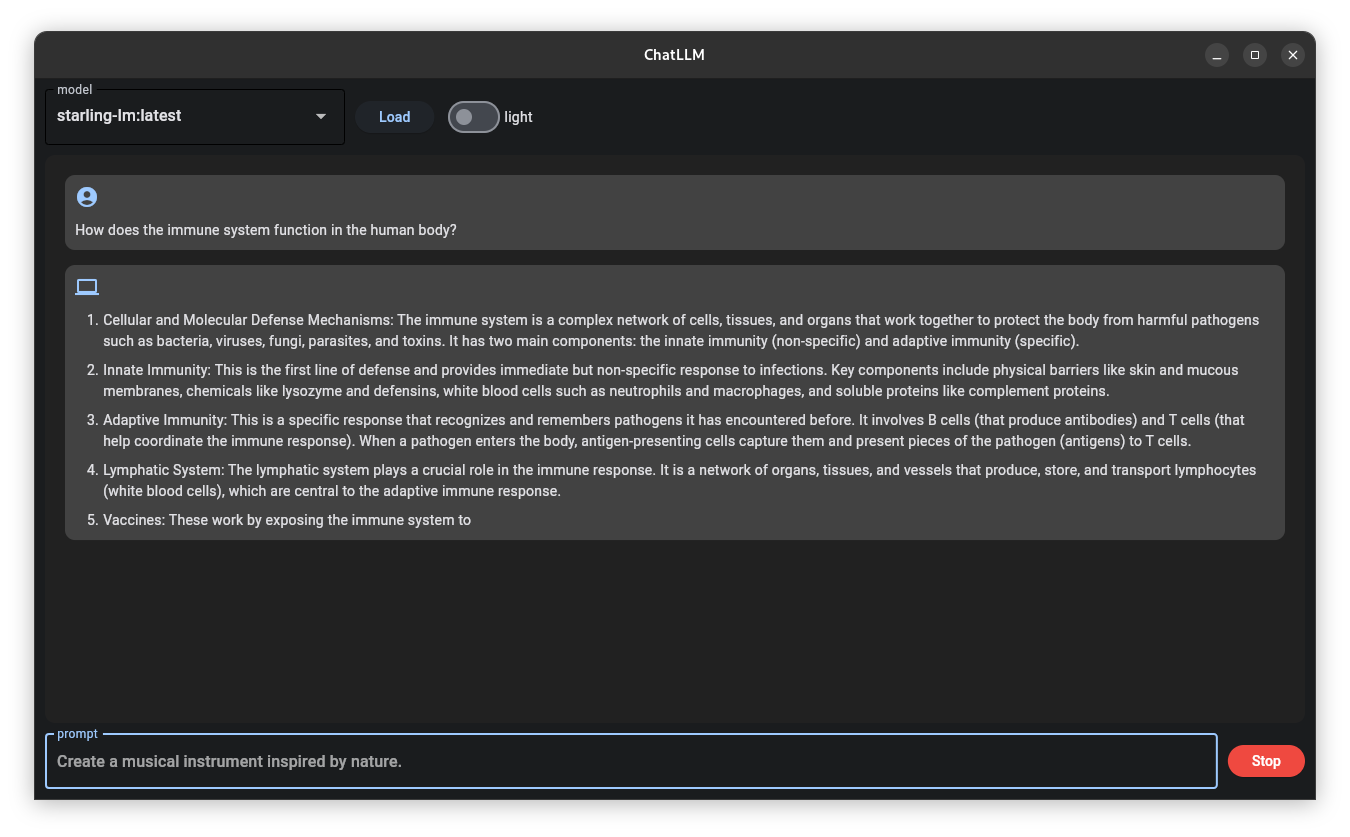 ChatLLM
model
starling-lm:latest
Load
light
How does the immune system function in the human body?
1. Cellular and Molecular Defense Mechanisms: The immune system is a complex network of cells, tissues, and organs that work together to protect the body from harmful pathogens
such as bacteria, viruses, fungi, parasites, and toxins. It has two main components: the innate immunity (non-specific) and adaptive immunity (specific).
2. Innate Immunity: This is the first line of defense and provides immediate but non-specific response to infections. Key components include physical barriers like skin and mucous
membranes, chemicals like lysozyme and defensins, white blood cells such as neutrophils and macrophages, and soluble proteins like complement proteins.
3. Adaptive Immunity: This is a specific response that recognizes and remembers pathogens it has encountered before. It involves B cells (that produce antibodies) and T cells (that
help coordinate the immune response). When a pathogen enters the body, antigen-presenting cells capture them and present pieces of the pathogen (antigens) to T cells.
4. Lymphatic System: The lymphatic system plays a crucial role in the immune response. It is a network of organs, tissues, and vessels that produce, store, and transport lymphocytes
(white blood cells), which are central to the adaptive immune response.
5. Vaccines: These work by exposing the immune system to
prompt
Create a musical instrument inspired by nature.
Stop